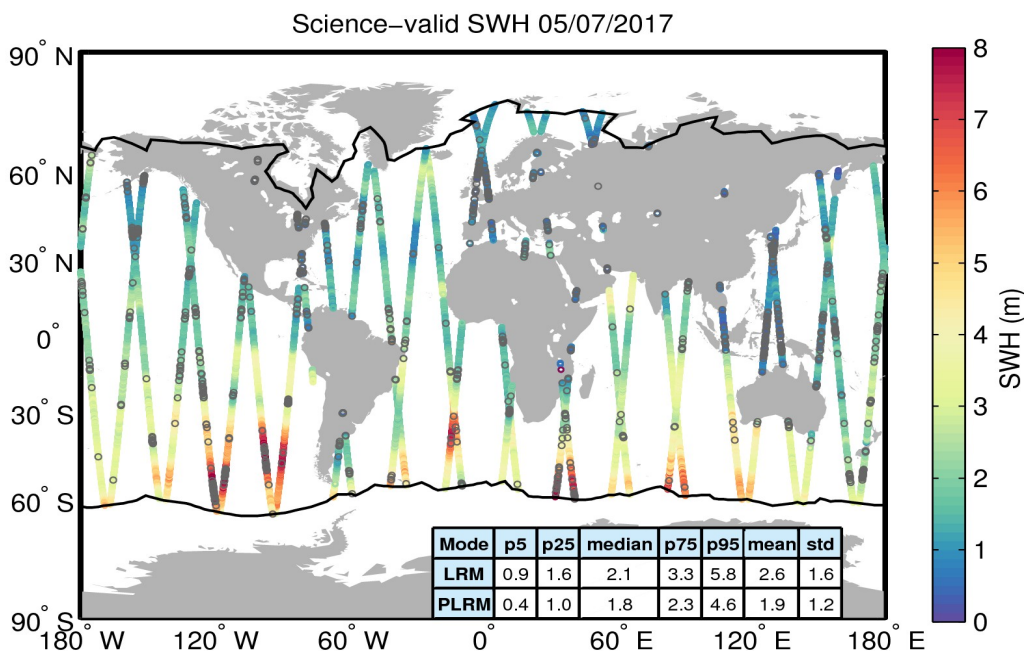 Science−valid SWH 05/07/2017
90° N
60° N
30° N
0°
30° S
60° S
90° S
180° W
120° W
60° W
0°
60° E
120° E
180° E
8
7
6
5
4
3
2
1
0
SWH (m)
Mode p5 p25 median p75 p95 mean std
LRM 0.9 1.6 2.1 3.3 5.8 2.6 1.6
PLRM 0.4 1.0 1.8 2.3 4.6 1.9 1.2